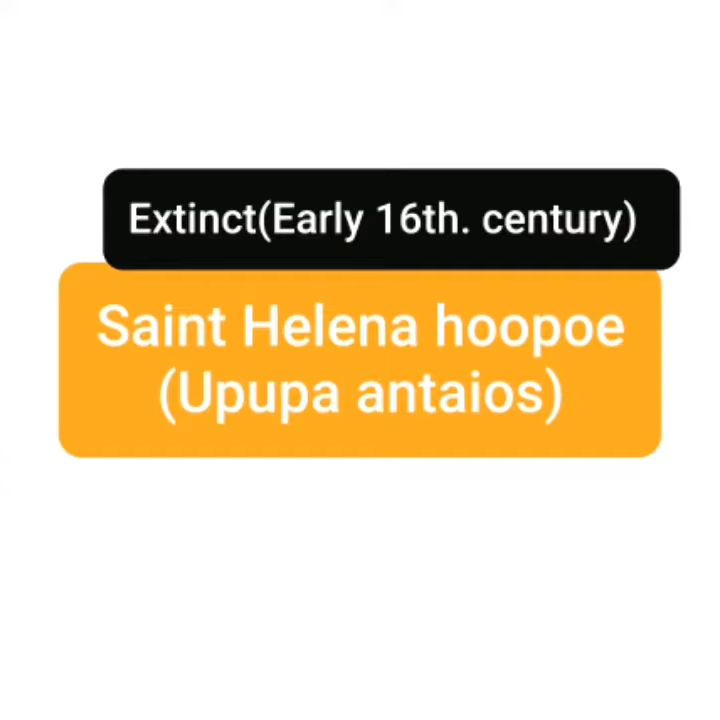 Extinct(Early 16th. century)
Saint Helena hoopoe
(Upupa antaios)